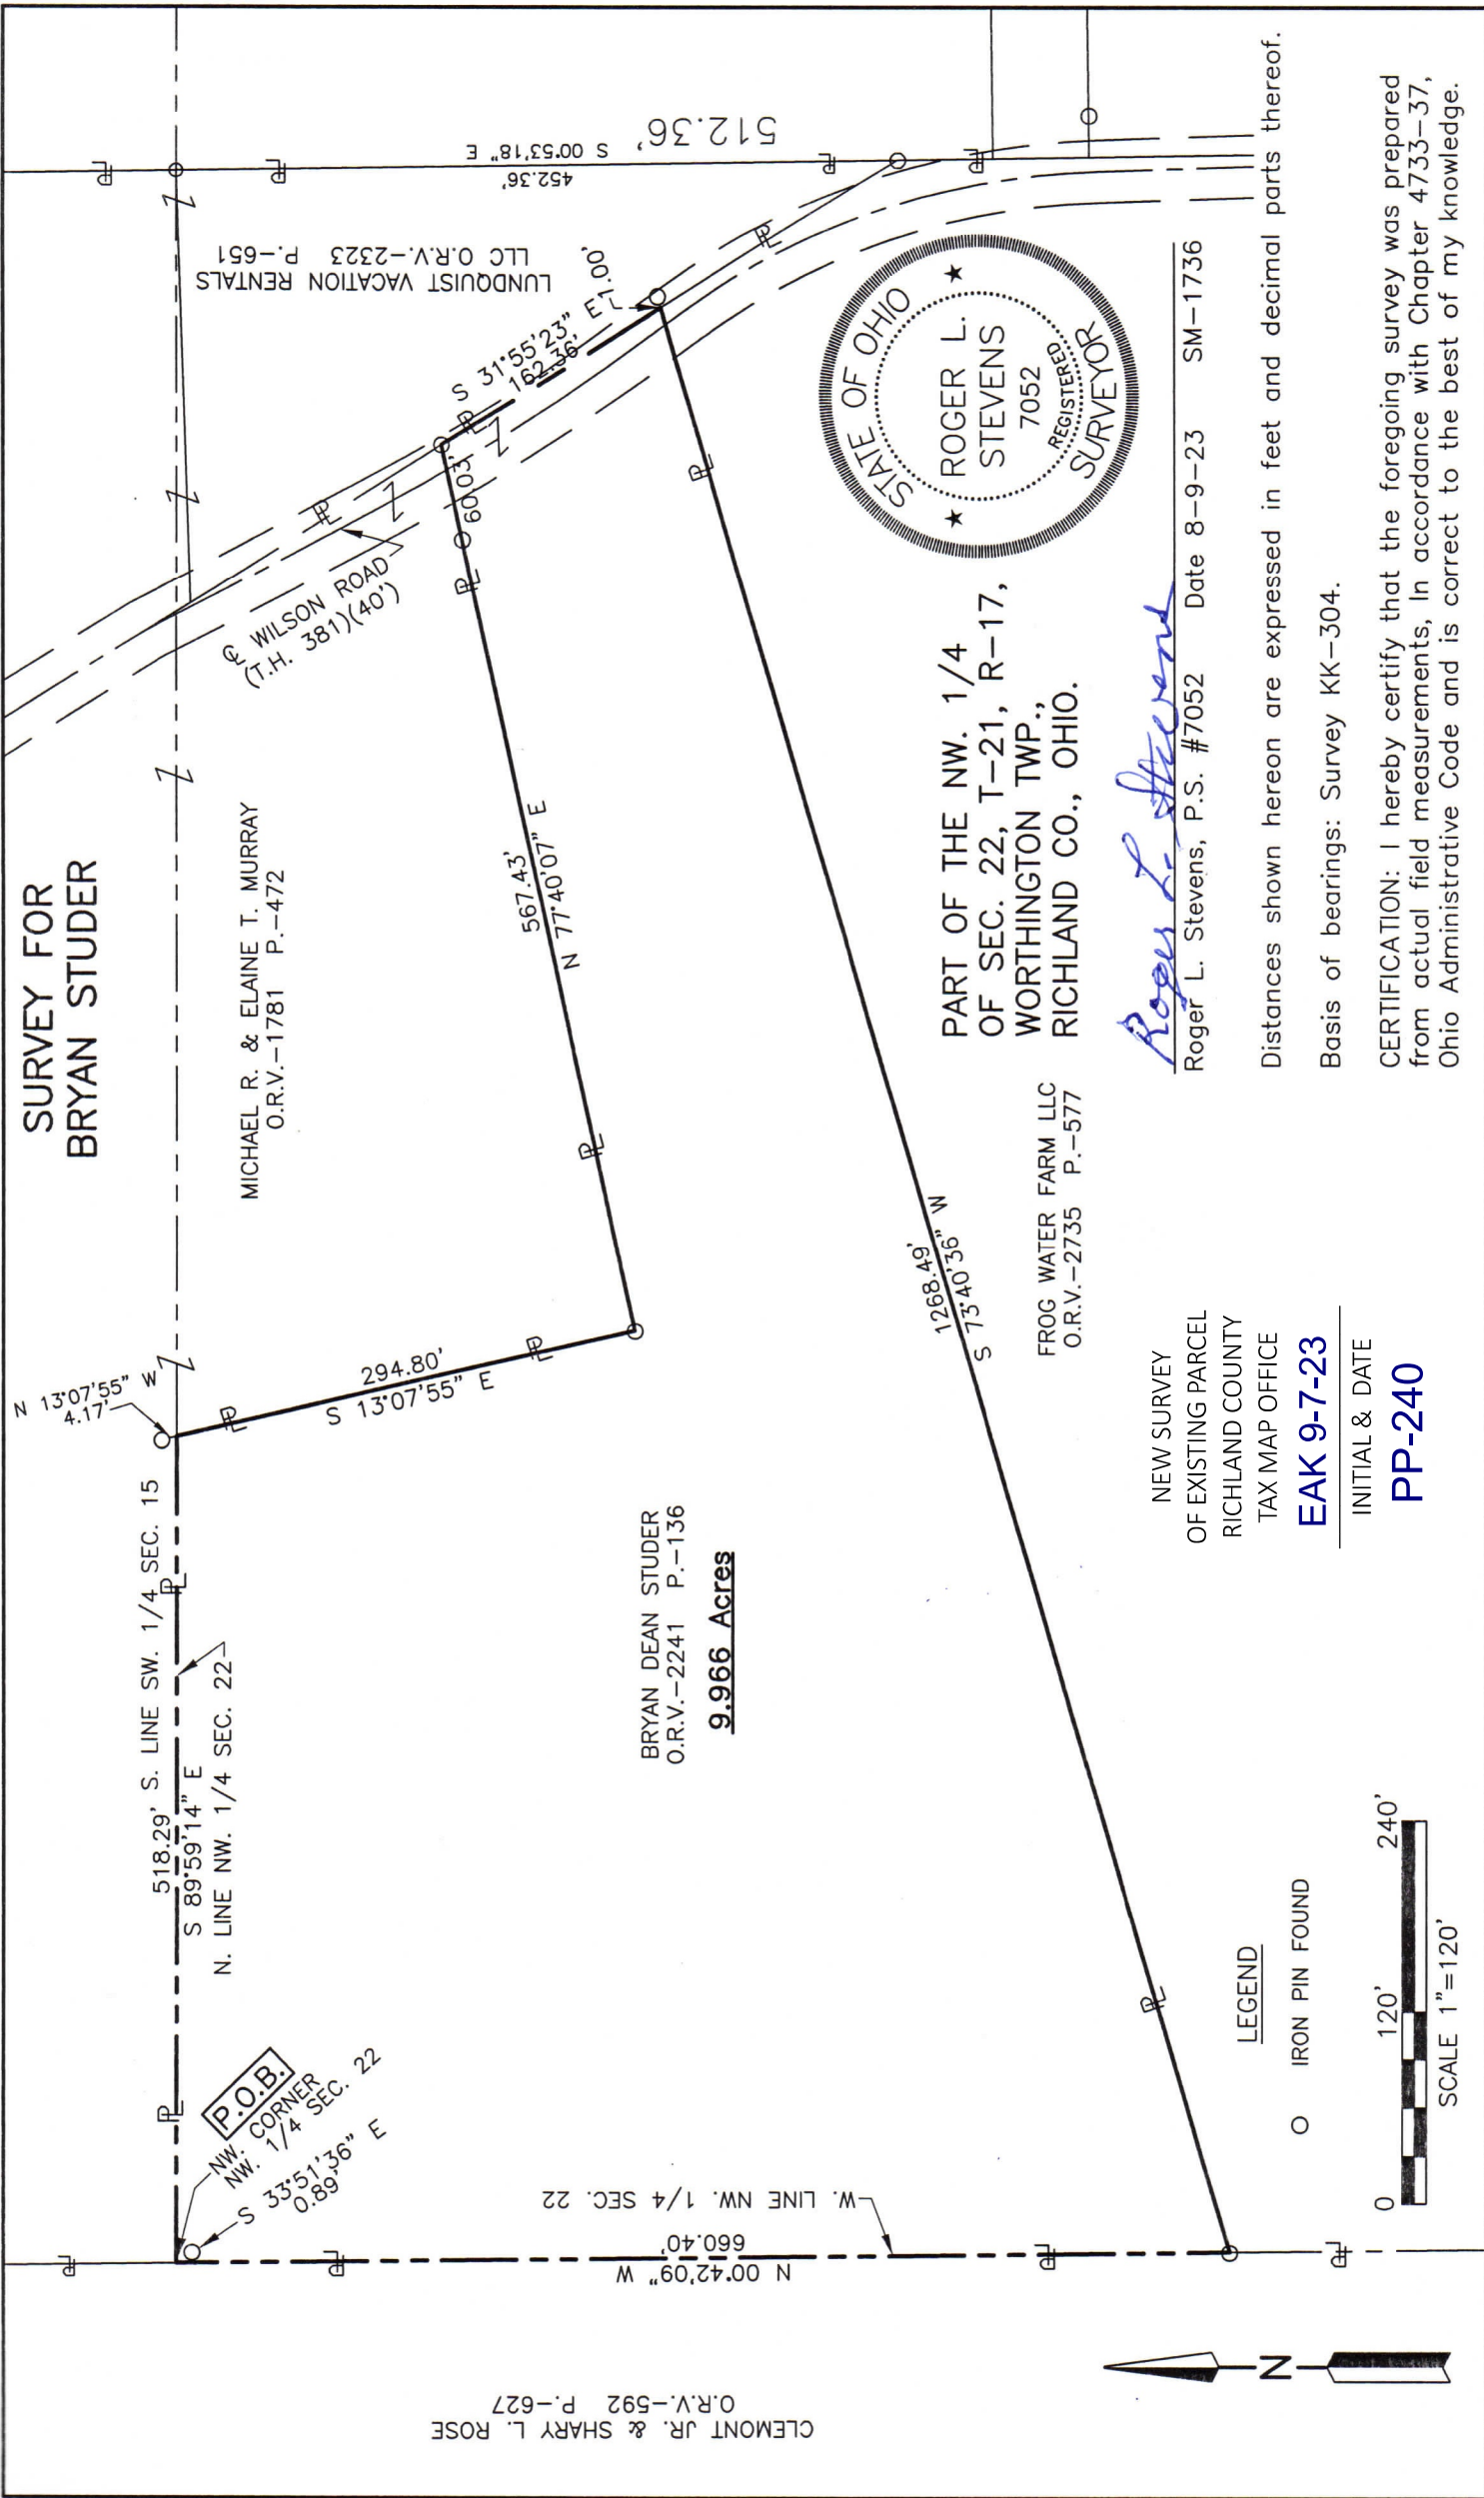 SURVEY FOR
BRYAN STUDER
N 13°07'55" W
4.17'
518.29' S. LINE SW. 1/4 SEC. 15
S 89°59'14" E
N. LINE NW. 1/4 SEC. 22
P.O.B.
NW. CORNER
NW. 1/4 SEC. 22
S 33°51'36" E
0.89'
MICHAEL R. & ELAINE T. MURRAY
O.R.V.-1781 P.-472
℄ WILSON ROAD
(T.H. 381)(40')
LUNDQUIST VACATION RENTALS
LLC O.R.V.-2323 P.-651
S 00°53'18" E
452.36'
512.36'
S 31°55'23" E
162.36'
1.00'
60.03'
294.80'
S 13°07'55" E
567.43'
N 77°40'07" E
BRYAN DEAN STUDER
O.R.V.-2241 P.-136
9.966 Acres
W. LINE NW. 1/4 SEC. 22
660.40'
N 00°42'09" W
CLEMONT JR. & SHARY L. ROSE
O.R.V.-592 P.-627
1268.49'
S 73°40'36" W
FROG WATER FARM LLC
O.R.V.-2735 P.-577
PART OF THE NW. 1/4
OF SEC. 22, T-21, R-17,
WORTHINGTON TWP.,
RICHLAND CO., OHIO.
STATE OF OHIO
★ ROGER L. ★
STEVENS
7052
REGISTERED
SURVEYOR
Roger L. Stevens
Roger L. Stevens, P.S. #7052 Date 8-9-23 SM-1736
Distances shown hereon are expressed in feet and decimal parts thereof.
Basis of bearings: Survey KK-304.
CERTIFICATION: I hereby certify that the foregoing survey was prepared
from actual field measurements, In accordance with Chapter 4733-37,
Ohio Administrative Code and is correct to the best of my knowledge.
NEW SURVEY
OF EXISTING PARCEL
RICHLAND COUNTY
TAX MAP OFFICE
EAK 9-7-23
INITIAL & DATE
PP-240
LEGEND
O IRON PIN FOUND
0 120' 240'
SCALE 1"=120'
N